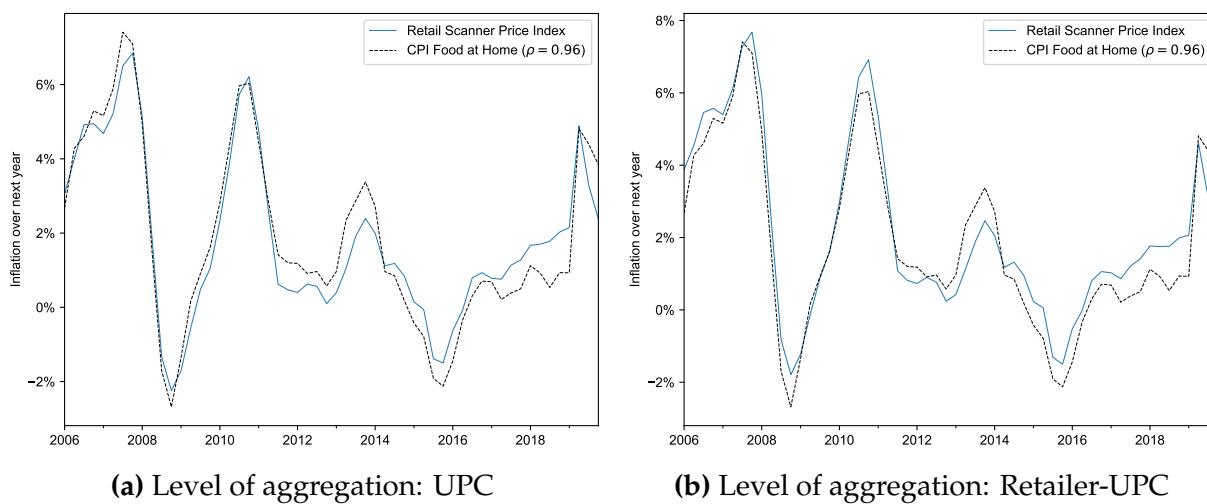 Retail Scanner Price Index
CPI Food at Home (ρ = 0.96)
Inflation over next year
6%
4%
2%
0%
−2%
2006 2008 2010 2012 2014 2016 2018
(a) Level of aggregation: UPC
Retail Scanner Price Index
CPI Food at Home (ρ = 0.96)
Inflation over next year
8%
6%
4%
2%
0%
−2%
2006 2008 2010 2012 2014 2016 2018
(b) Level of aggregation: Retailer-UPC